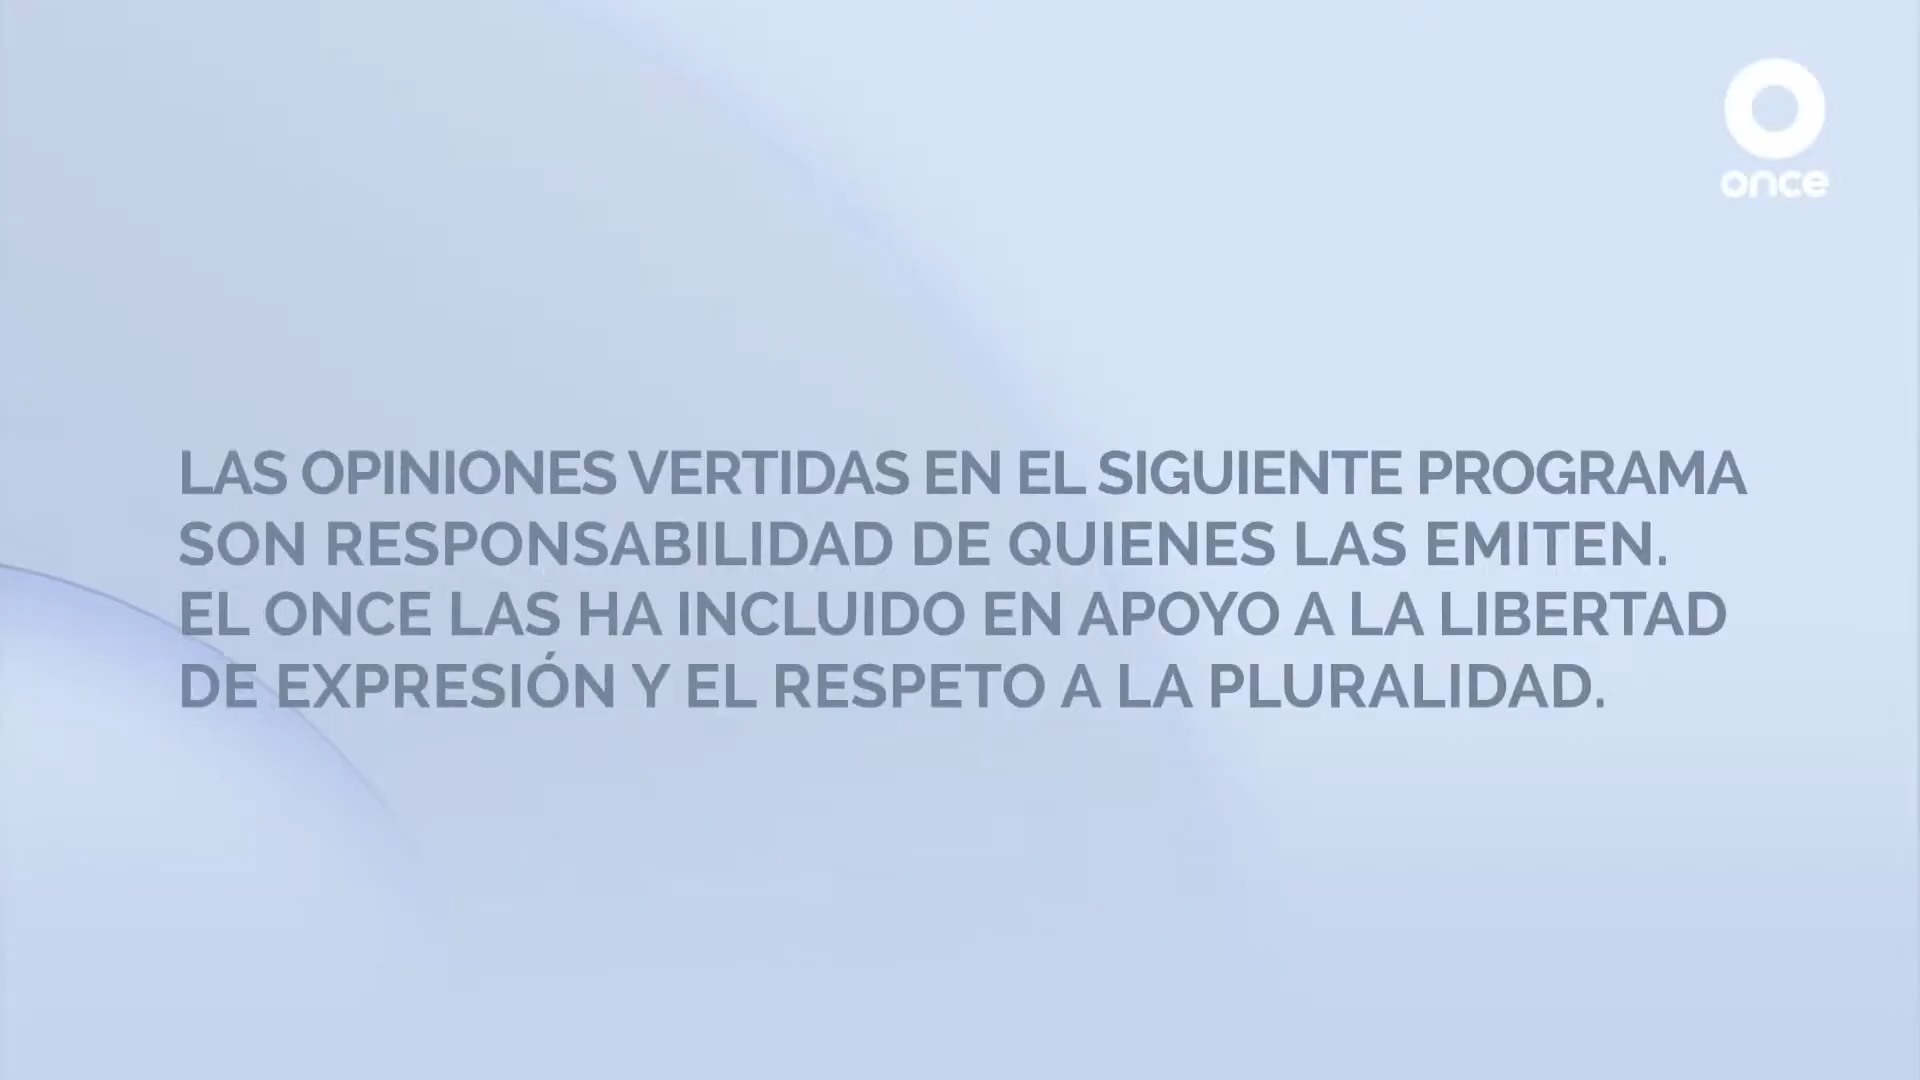 once
LAS OPINIONES VERTIDAS EN EL SIGUIENTE PROGRAMA
SON RESPONSABILIDAD DE QUIENES LAS EMITEN.
EL ONCE LAS HA INCLUIDO EN APOYO A LA LIBERTAD
DE EXPRESIÓN Y EL RESPETO A LA PLURALIDAD.